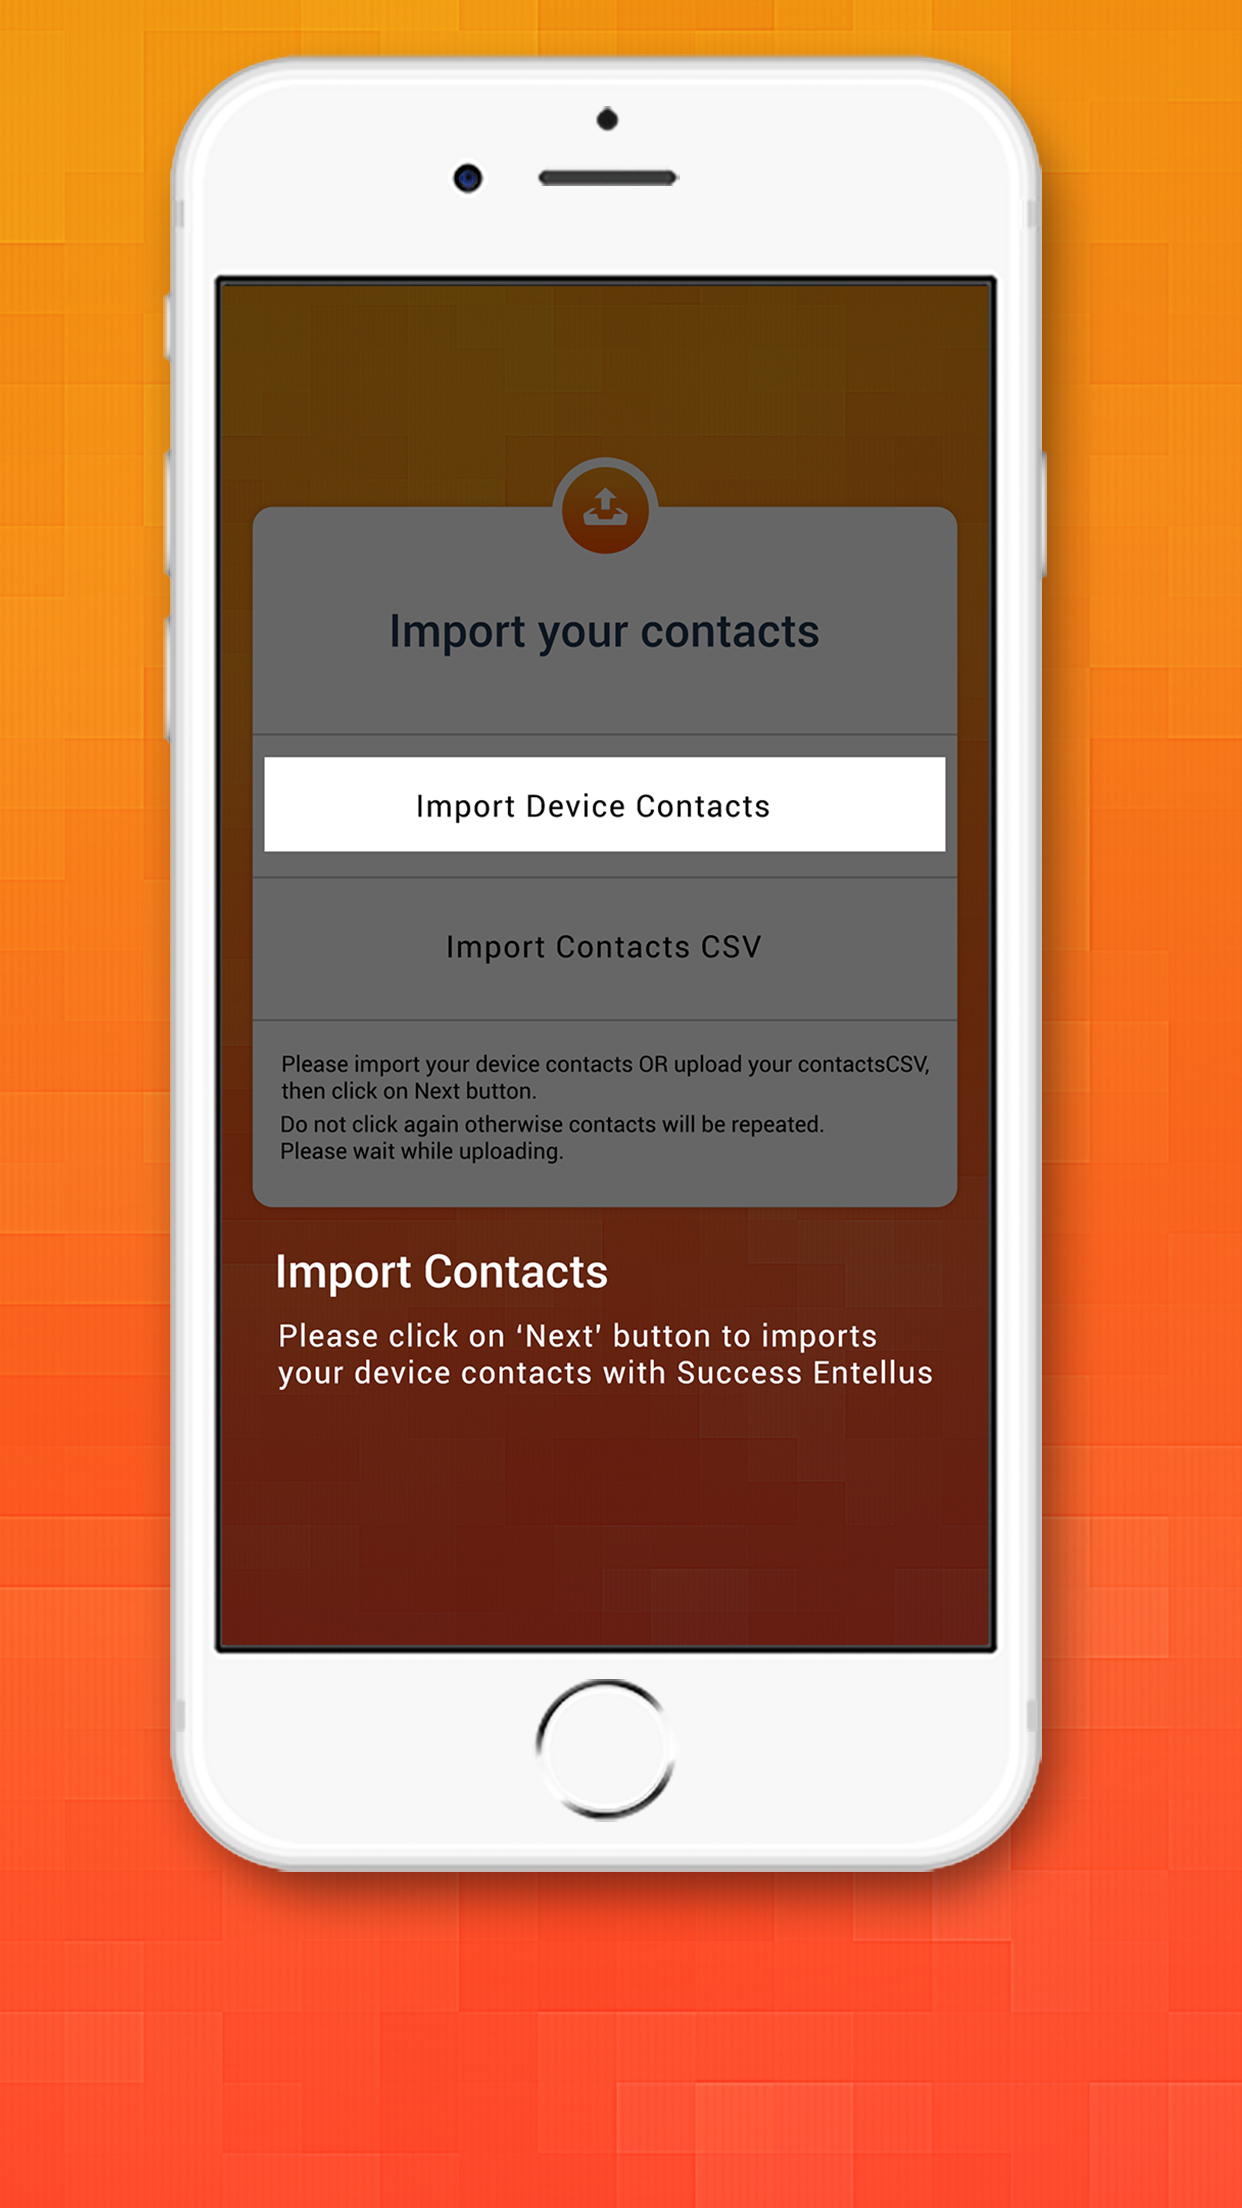 Import your contacts
Import Device Contacts
Import Contacts CSV
Please import your device contacts OR upload your contactsCSV,
then click on Next button.
Do not click again otherwise contacts will be repeated.
Please wait while uploading.
Import Contacts
Please click on ‘Next’ button to imports
your device contacts with Success Entellus